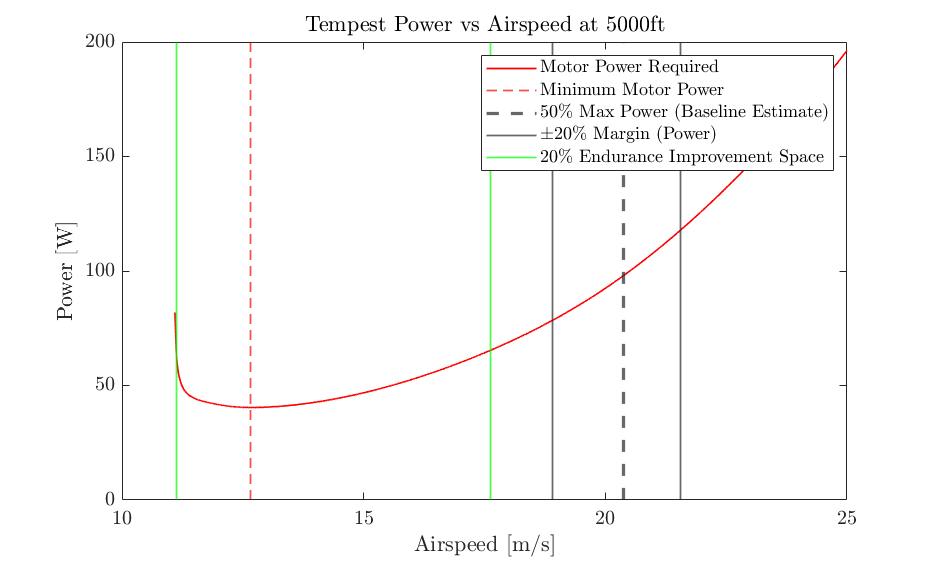 Tempest Power vs Airspeed at 5000ft
200
150
100
50
0
Power [W]
Motor Power Required
Minimum Motor Power
50% Max Power (Baseline Estimate)
±20% Margin (Power)
20% Endurance Improvement Space
10
15
20
25
Airspeed [m/s]